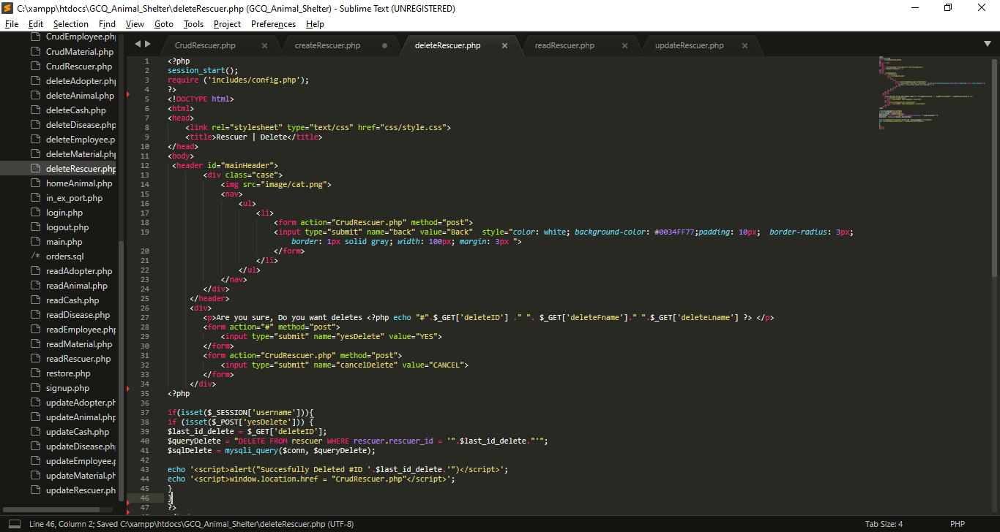 C:\xampp\htdocs\GCQ_Animal_Shelter\deleteRescuer.php (GCQ_Animal_Shelter) - Sublime Text (UNREGISTERED)
File Edit Selection Find View Goto Tools Project Preferences Help
CrudEmployee.ph
CrudMaterial.php
CrudRescuer.php
deleteAdopter.php
deleteAnimal.php
deleteCash.php
deleteDisease.php
deleteEmployee.p
deleteMaterial.php
deleteRescuer.php
homeAnimal.php
in_ex_port.php
login.php
logout.php
main.php
/* orders.sql
readAdopter.php
readAnimal.php
readCash.php
readDisease.php
readEmployee.php
readMaterial.php
readRescuer.php
restore.php
signup.php
updateAdopter.ph
updateAnimal.php
updateCash.php
updateDisease.php
updateEmployee.p
updateMaterial.ph
updateRescuer.ph
CrudRescuer.php createRescuer.php deleteRescuer.php readRescuer.php updateRescuer.php
1 <?php
2 session_start();
3 require ('includes/config.php');
4 ?>
5 <!DOCTYPE html>
6 <html>
7 <head>
8 <link rel="stylesheet" type="text/css" href="css/style.css">
9 <title>Rescuer | Delete</title>
10 </head>
11 <body>
12 <header id="mainHeader">
13 <div class="case">
14 <img src="image/cat.png">
15 <nav>
16 <ul>
17 <li>
18 <form action="CrudRescuer.php" method="post">
19 <input type="submit" name="back" value="Back"  style="color: white; background-color: #0034FF77;padding: 10px;  border-radius: 3px;
border: 1px solid gray; width: 100px; margin: 3px ">
20 </form>
21 </li>
22 </ul>
23 </nav>
24 </div>
25 </header>
26 <div>
27 <p>Are you sure, Do you want deletes <?php echo "#".$_GET['deleteID'] ." ". $_GET['deleteFname']." ".$_GET['deleteLname'] ?> </p>
28 <form action="#" method="post">
29 <input type="submit" name="yesDelete" value="YES">
30 </form>
31 <form action="CrudRescuer.php" method="post">
32 <input type="submit" name="cancelDelete" value="CANCEL">
33 </form>
34 </div>
35 <?php
36
37 if(isset($_SESSION['username'])){
38 if (isset($_POST['yesDelete'])) {
39 $last_id_delete = $_GET['deleteID'];
40 $queryDelete = "DELETE FROM rescuer WHERE rescuer.rescuer_id = '".$last_id_delete."'";
41 $sqlDelete = mysqli_query($conn, $queryDelete);
42
43 echo '<script>alert("Succesfully Deleted #ID '.$last_id_delete.'")</script>';
44 echo '<script>window.location.href = "CrudRescuer.php"</script>';
45 }
46 }
47 ?>
Line 46, Column 2; Saved C:\xampp\htdocs\GCQ_Animal_Shelter\deleteRescuer.php (UTF-8) Tab Size: 4 PHP